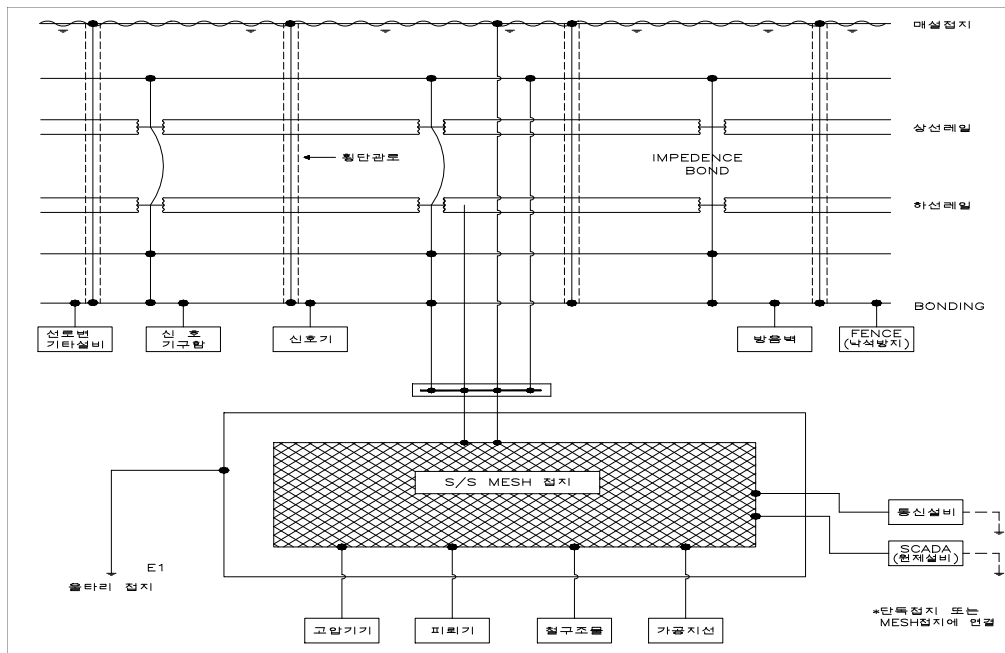 매설접지
상선레일
횡단관로
IMPEDENCE
BOND
하선레일
BONDING
선로변
기타설비
신 호
기구함
신호기
방음벽
FENCE
(낙석방지)
S/S MESH 접지
통신설비
SCADA
(원제설비)
E1
울타리 접지
고압기기
피뢰기
철구조물
가공지선
*단독접지 또는
MESH접지에 연결